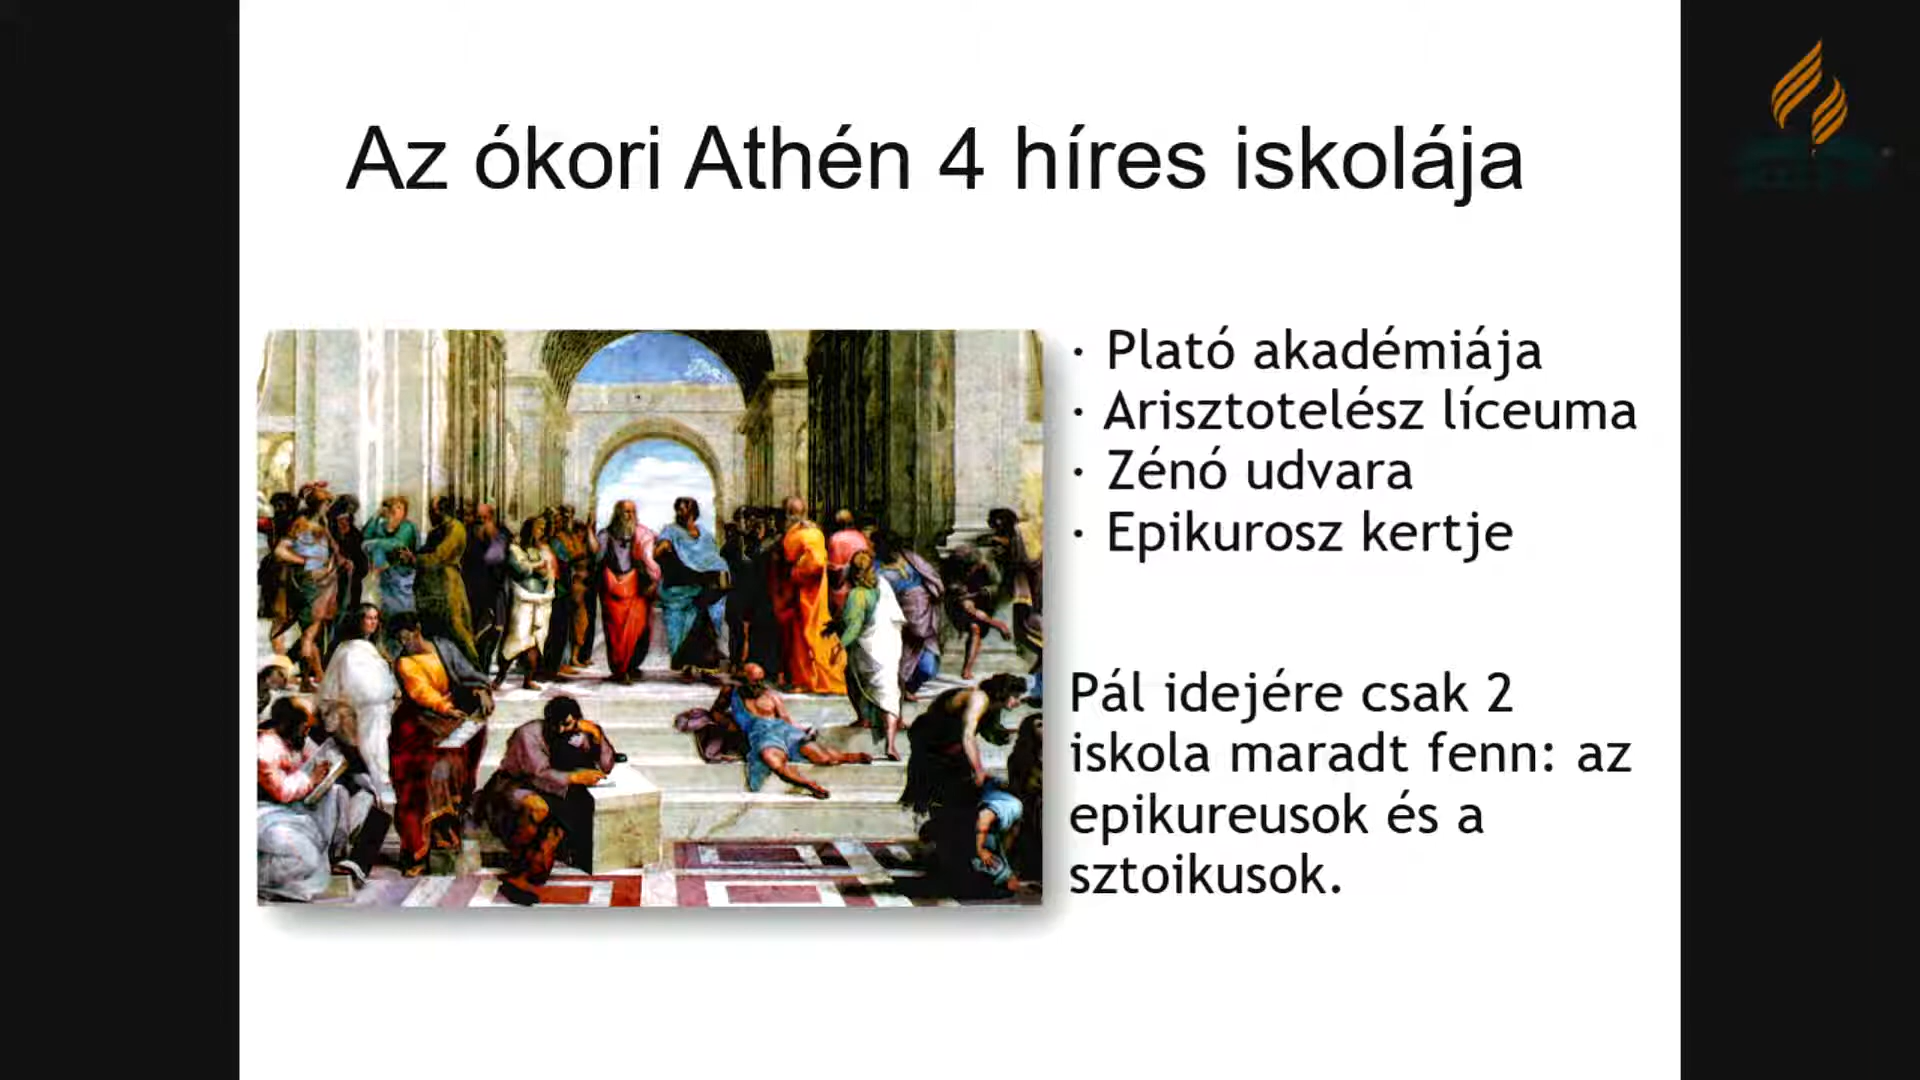 Az ókori Athén 4 híres iskolája
· Plató akadémiája
· Arisztotelész líceuma
· Zénó udvara
· Epikurosz kertje
Pál idejére csak 2
iskola maradt fenn: az
epikureusok és a
sztoikusok.